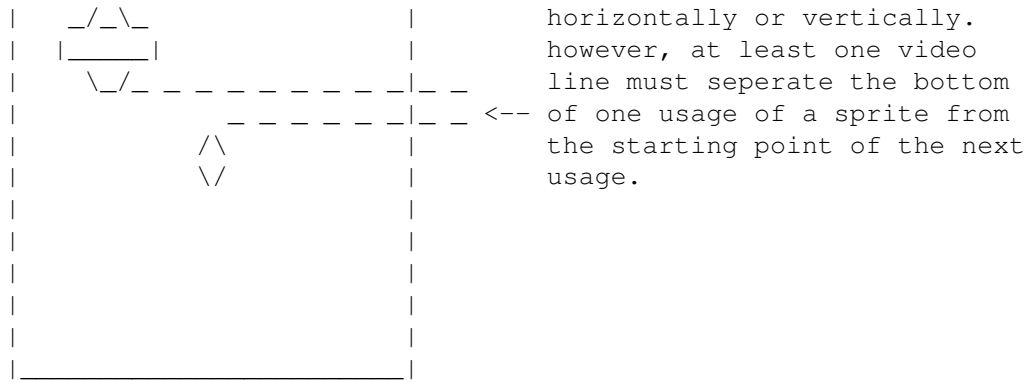 horizontally or vertically.
however, at least one video
line must seperate the bottom
<-- of one usage of a sprite from
the starting point of the next
usage.